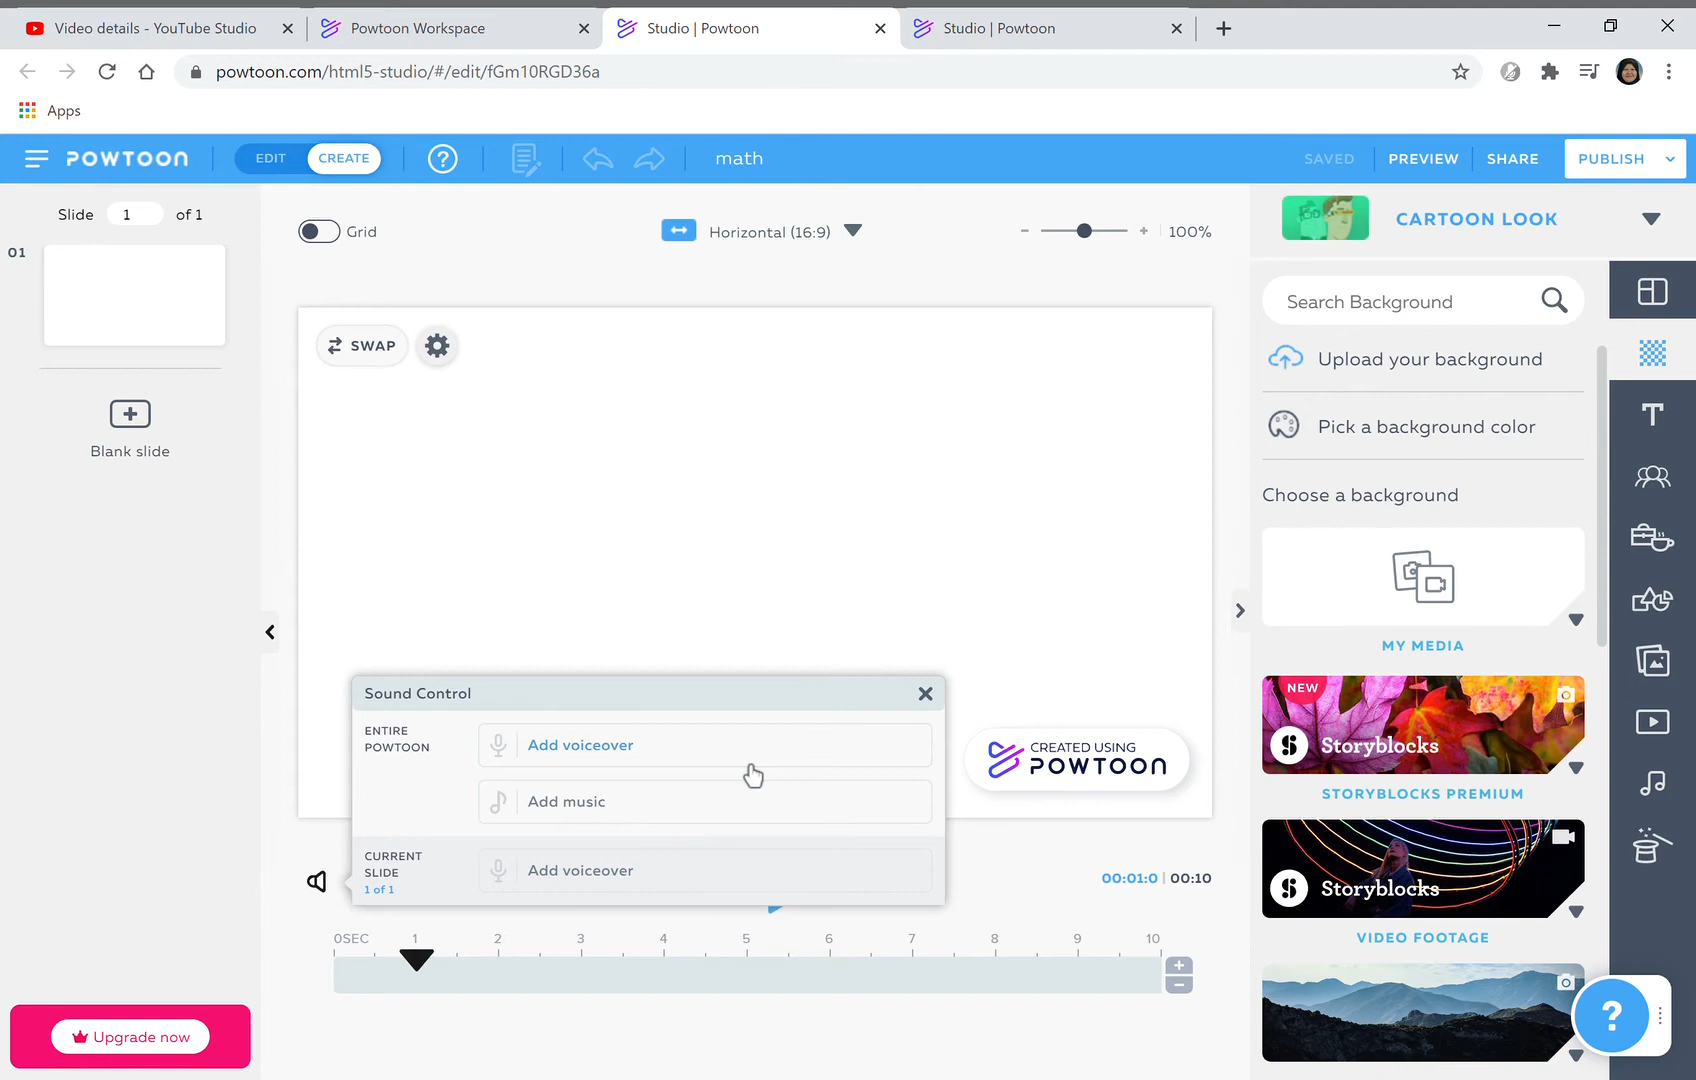 Video details - YouTube Studio
Powtoon Workspace
Studio | Powtoon
Studio | Powtoon
powtoon.com/html5-studio/#/edit/fGm10RGD36a
Apps
POWTOON
EDIT
CREATE
?
math
SAVED
PREVIEW
SHARE
PUBLISH
Slide 1 of 1
01
Blank slide
Upgrade now
Grid
Horizontal (16:9)
- + 100%
SWAP
Sound Control
ENTIRE
POWTOON
Add voiceover
Add music
CURRENT
SLIDE
1 of 1
Add voiceover
CREATED USING
POWTOON
00:01:0 | 00:10
0SEC 1 2 3 4 5 6 7 8 9 10
+
-
CARTOON LOOK
Search Background
Upload your background
Pick a background color
Choose a background
MY MEDIA
NEW
Storyblocks
STORYBLOCKS PREMIUM
Storyblocks
VIDEO FOOTAGE
T
?